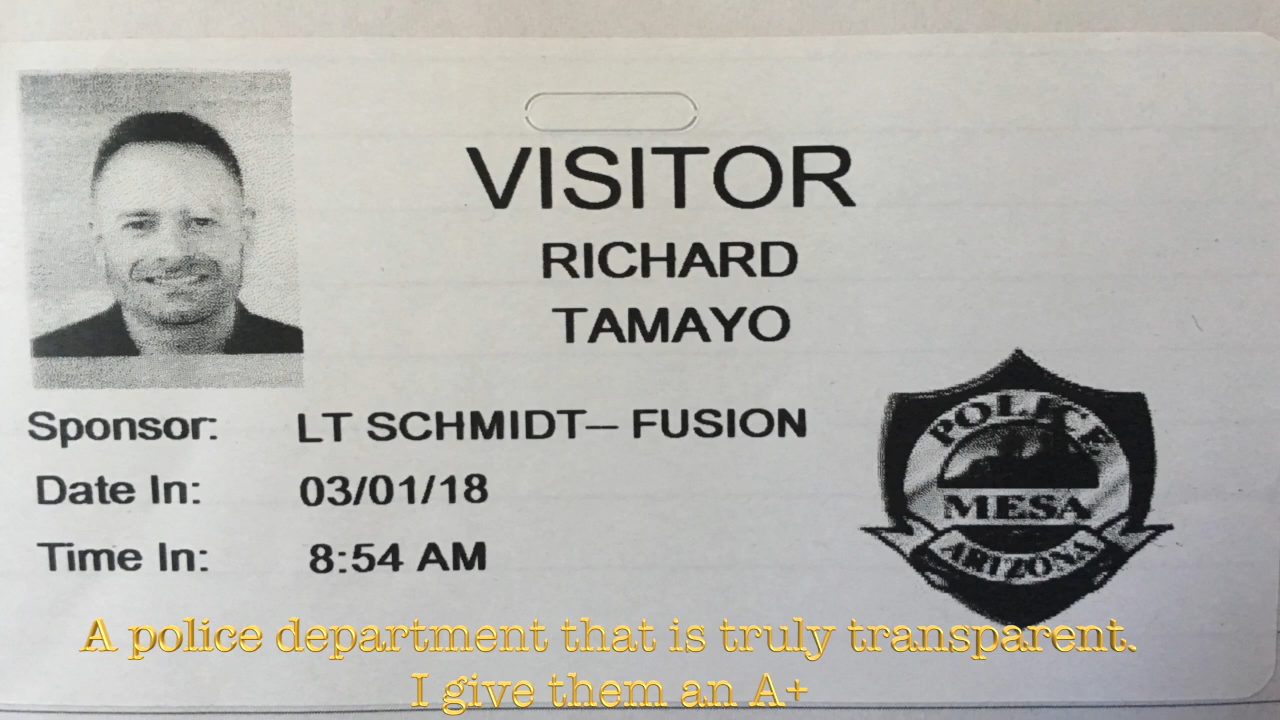 VISITOR
RICHARD
TAMAYO
Sponsor: LT SCHMIDT– FUSION
Date In: 03/01/18
Time In: 8:54 AM
POLICE
MESA
ARIZONA
A police department that is truly transparent.
I give them an A+